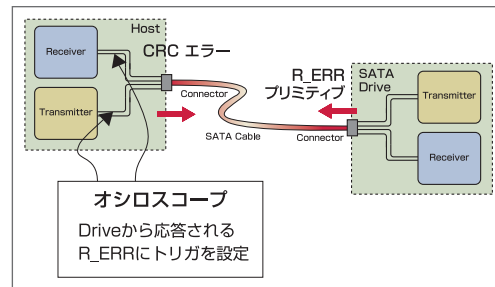 Host
Receiver
CRC エラー
Connector
Transmitter
SATA Cable
R_ERR
プリミティブ
Connector
SATA
Drive
Transmitter
Receiver
オシロスコープ
Driveから応答される
R_ERRにトリガを設定